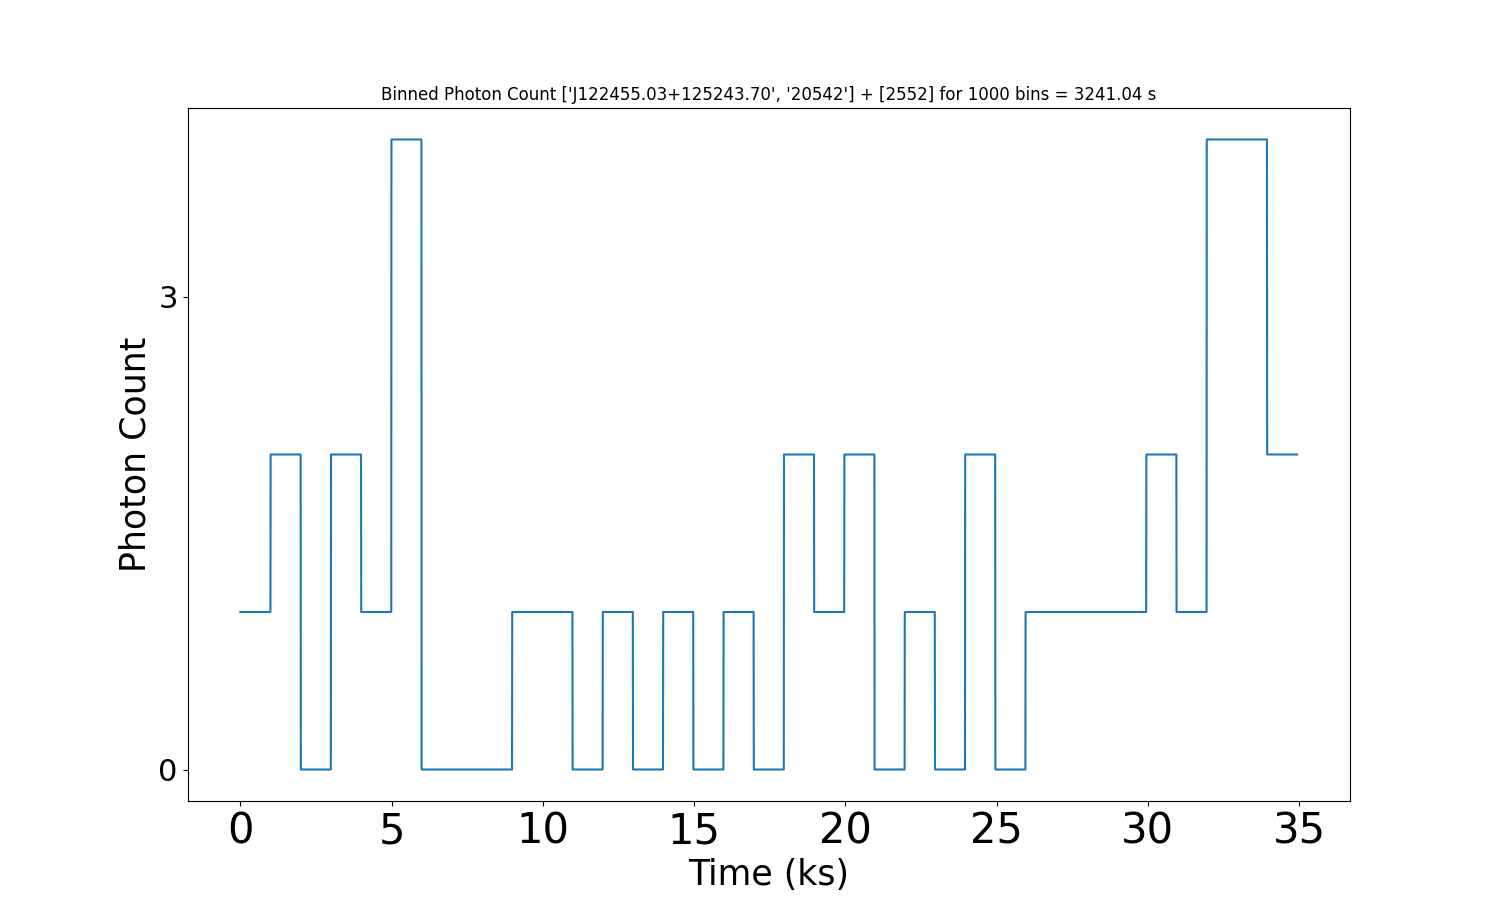 Binned Photon Count ['J122455.03+125243.70', '20542'] + [2552] for 1000 bins = 3241.04 s
3
0
Photon Count
0 5 10 15 20 25 30 35
Time (ks)